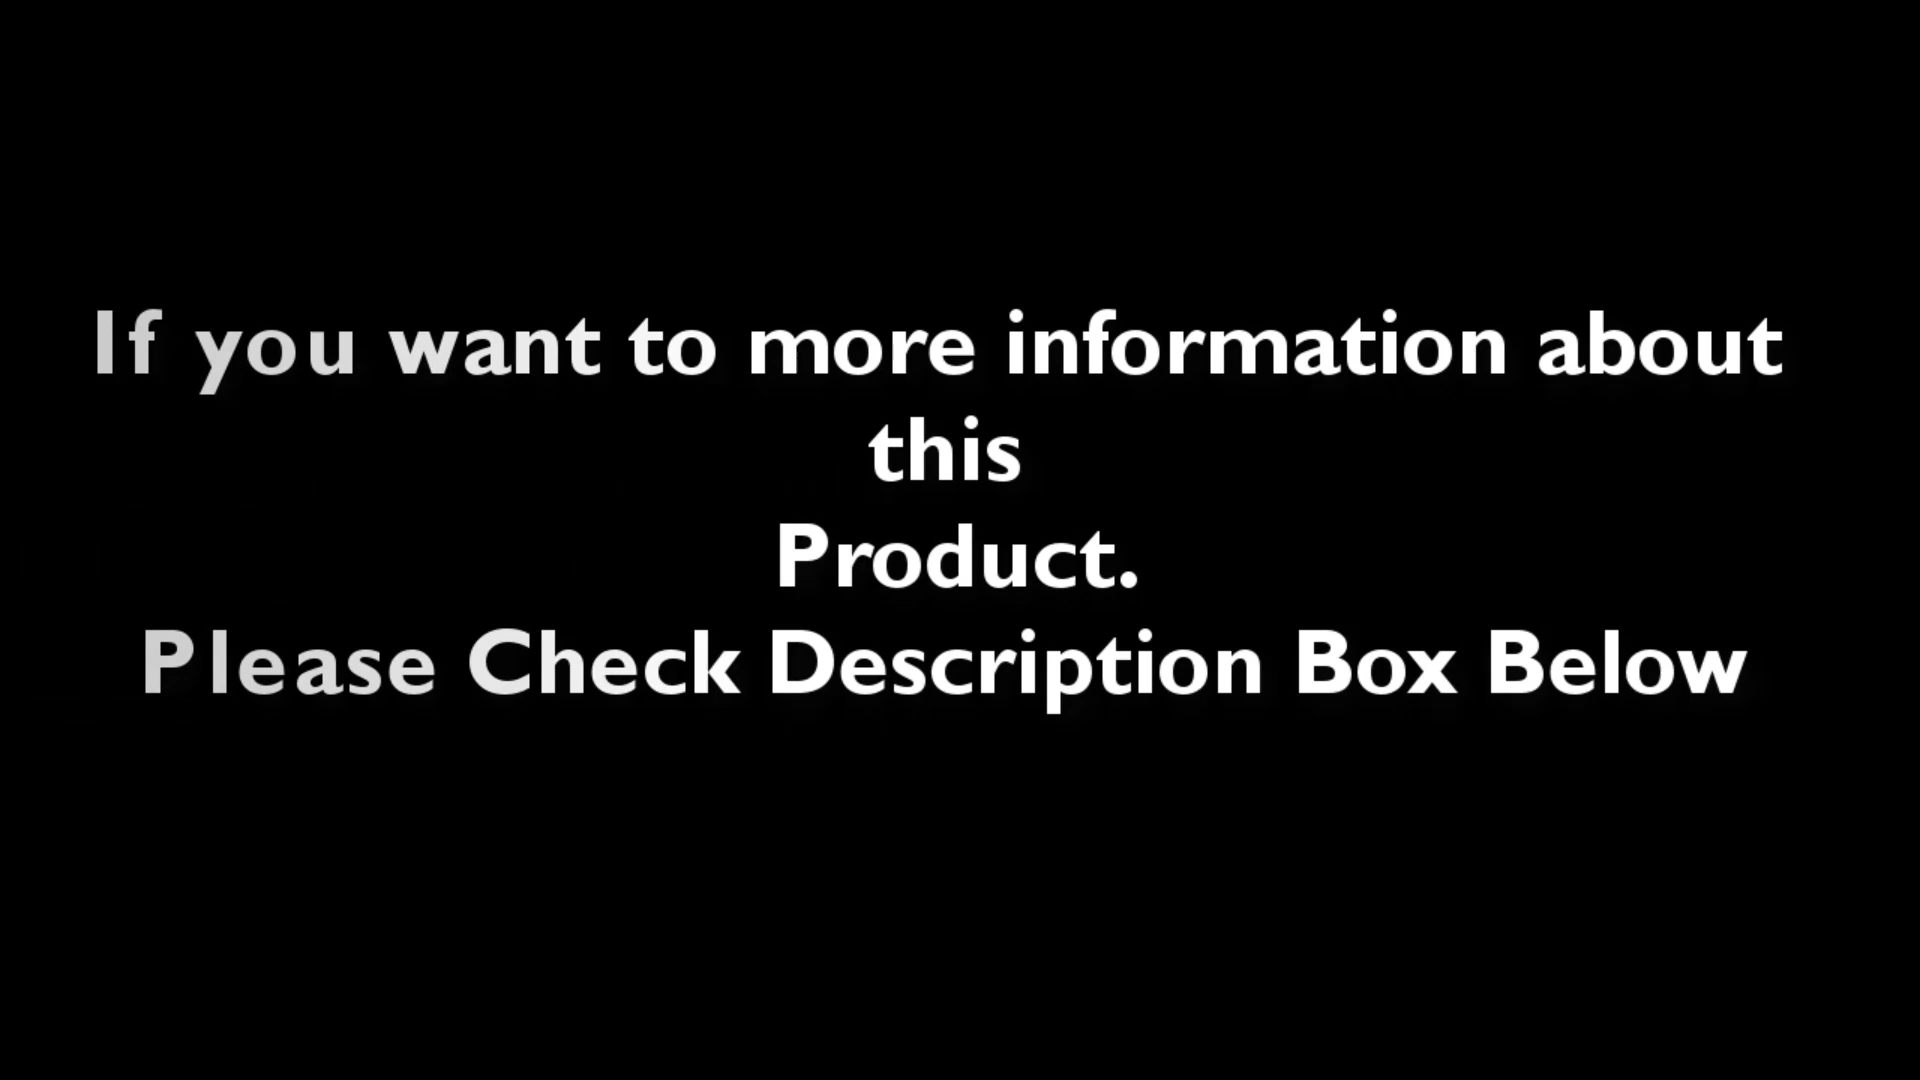 If you want to more information about
this
Product.
Please Check Description Box Below